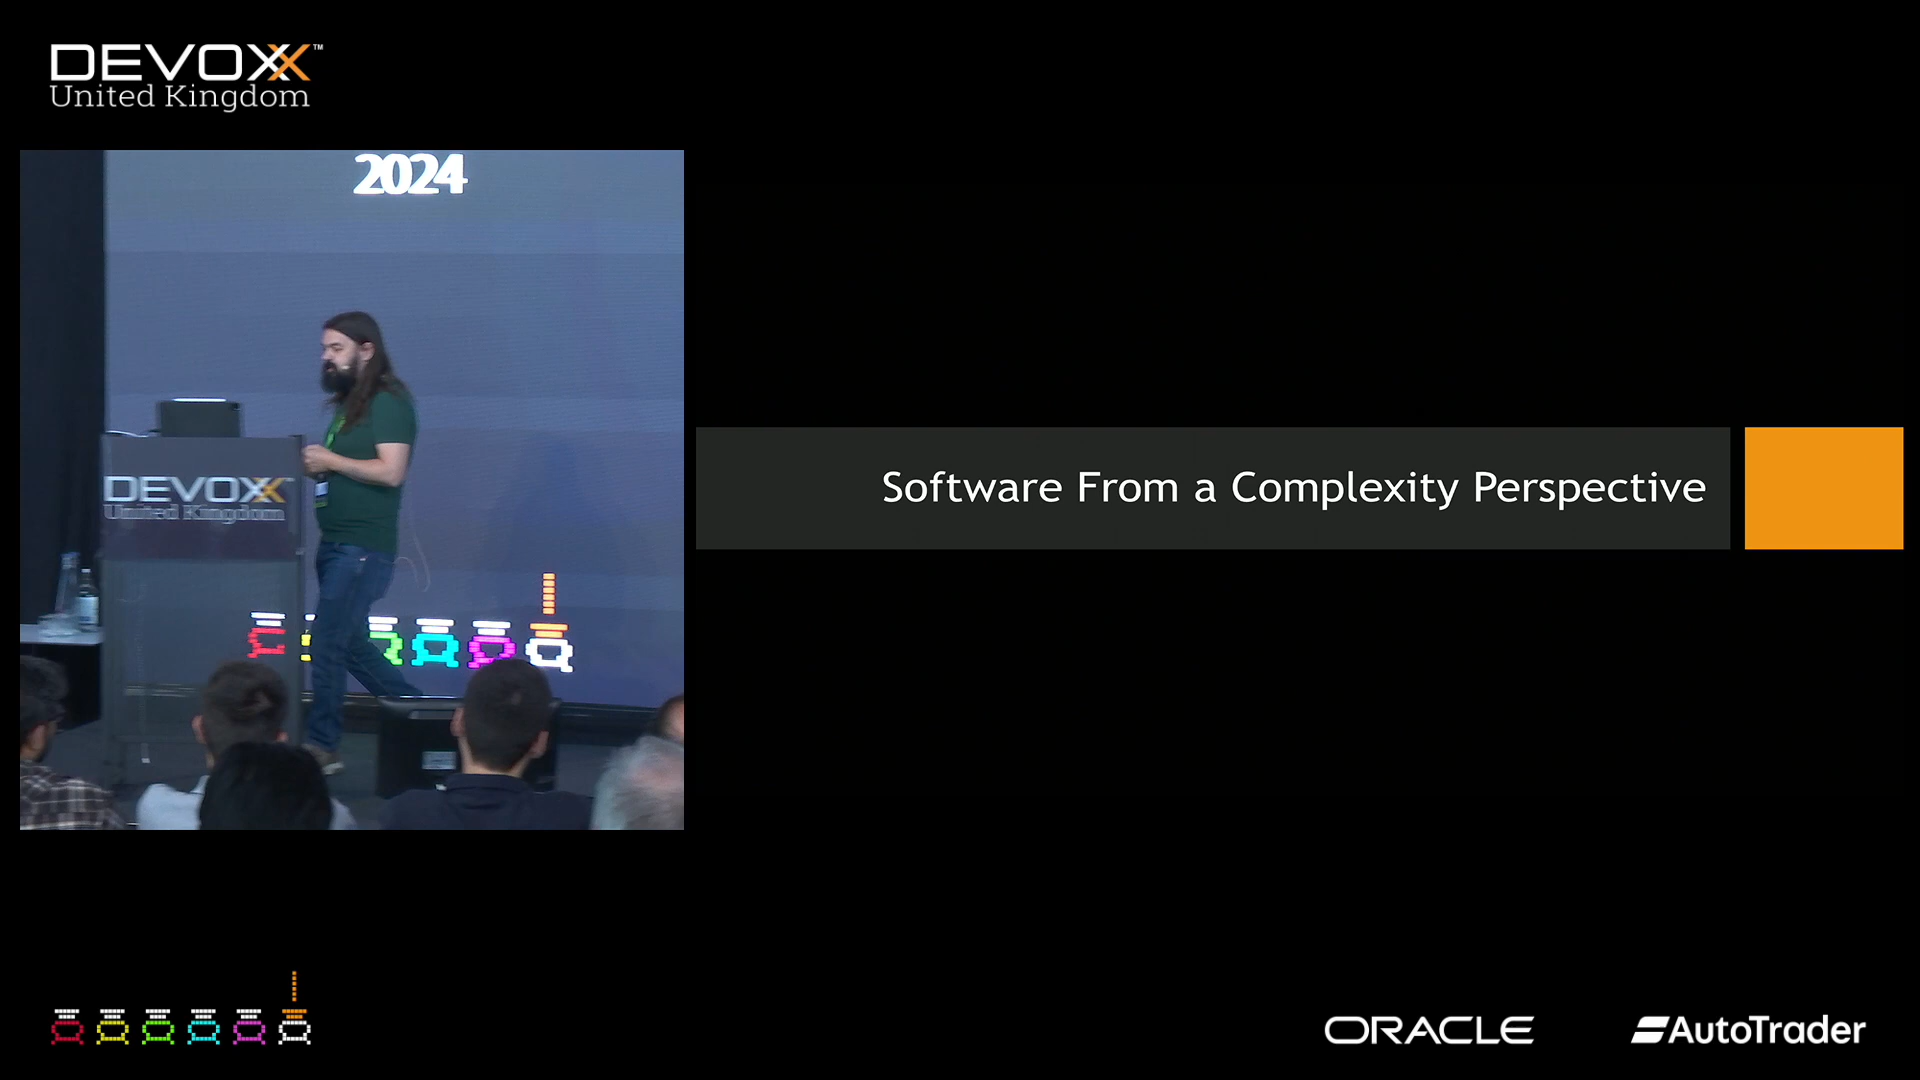 DEVOXX™
United Kingdom
2024
DEVOXX
United Kingdom
Software From a Complexity Perspective
ORACLE
AutoTrader